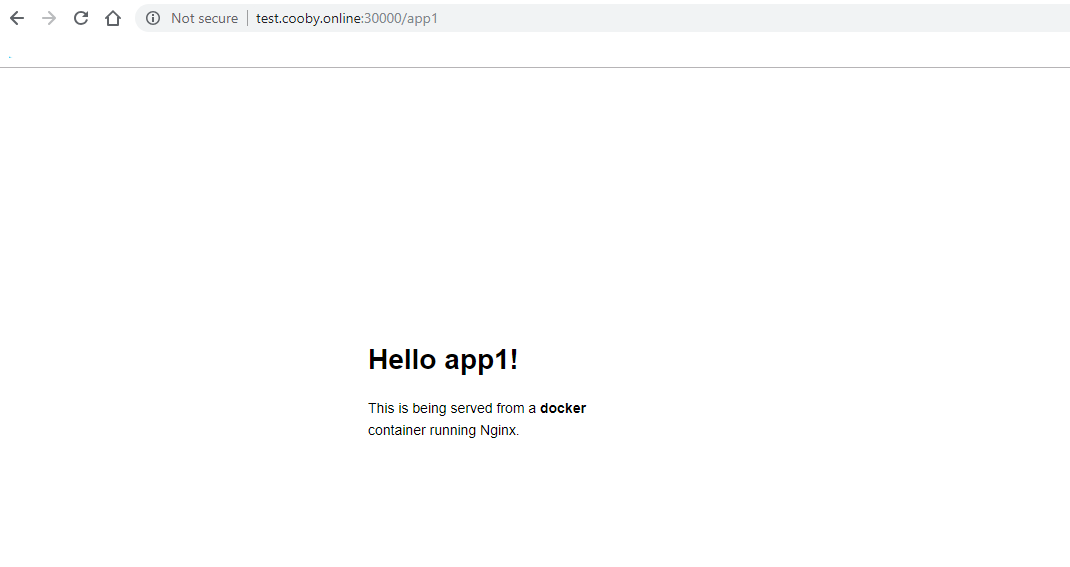 Not secure | test.cooby.online:30000/app1
.
Hello app1!
This is being served from a docker
container running Nginx.